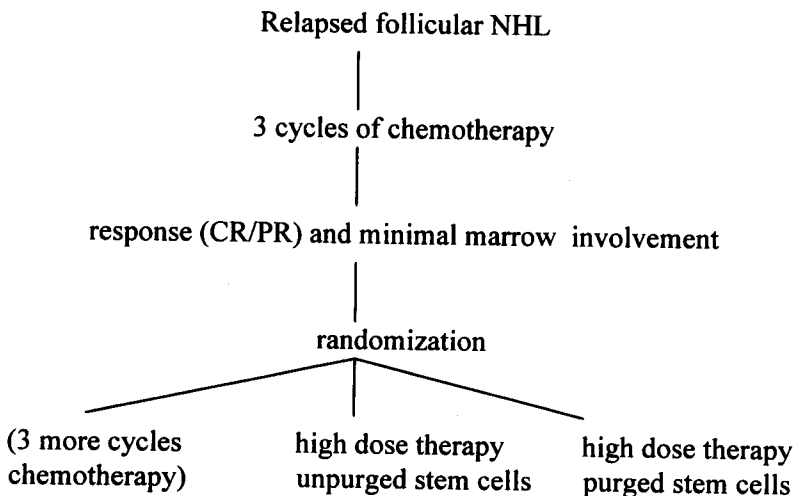 Relapsed follicular NHL
3 cycles of chemotherapy
response (CR/PR) and minimal marrow involvement
randomization
(3 more cycles
chemotherapy)
high dose therapy
unpurged stem cells
high dose therapy
purged stem cells